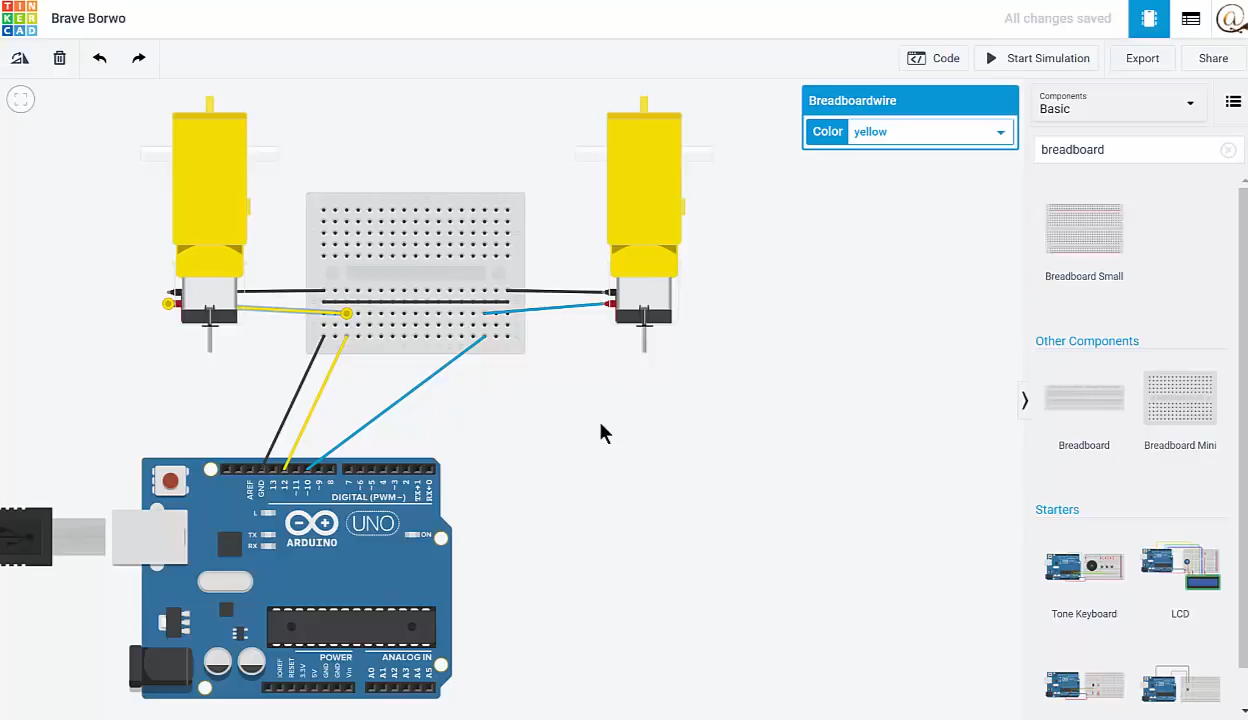 TIN
KER
CAD
Brave Borwo
All changes saved
Code
Start Simulation
Export
Share
Breadboardwire
Color
yellow
Components
Basic
breadboard
Breadboard Small
Other Components
Breadboard
Breadboard Mini
Starters
Tone Keyboard
LCD
AREF
GND
13
12
~11
~10
~9
8
7
~6
~5
4
~3
2
TX→1
RX←0
DIGITAL (PWM~)
L
TX
RX
ARDUINO
UNO
ON
POWER
ANALOG IN
IOREF
RESET
3.3V
5V
GND
GND
Vin
A0
A1
A2
A3
A4
A5